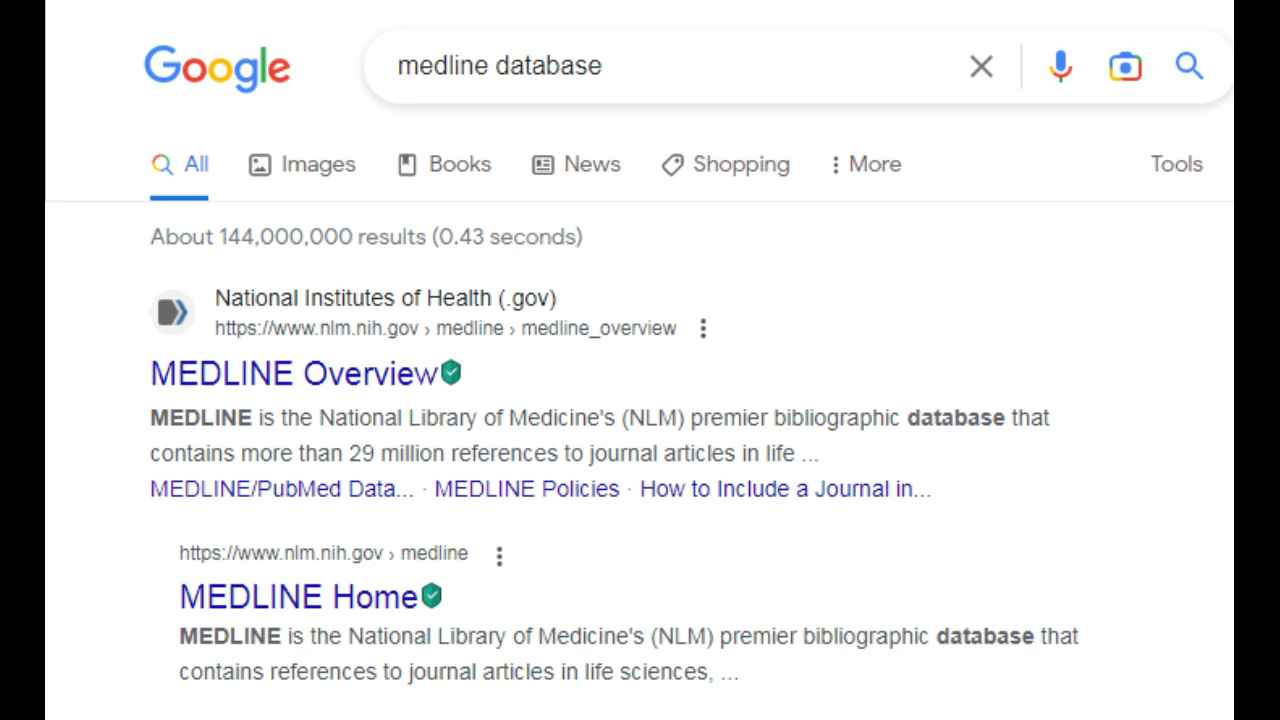 Google
medline database
All Images Books News Shopping More Tools
About 144,000,000 results (0.43 seconds)
National Institutes of Health (.gov)
https://www.nlm.nih.gov › medline › medline_overview
MEDLINE Overview
MEDLINE is the National Library of Medicine's (NLM) premier bibliographic database that
contains more than 29 million references to journal articles in life ...
MEDLINE/PubMed Data... · MEDLINE Policies · How to Include a Journal in...
https://www.nlm.nih.gov › medline
MEDLINE Home
MEDLINE is the National Library of Medicine's (NLM) premier bibliographic database that
contains references to journal articles in life sciences, ...